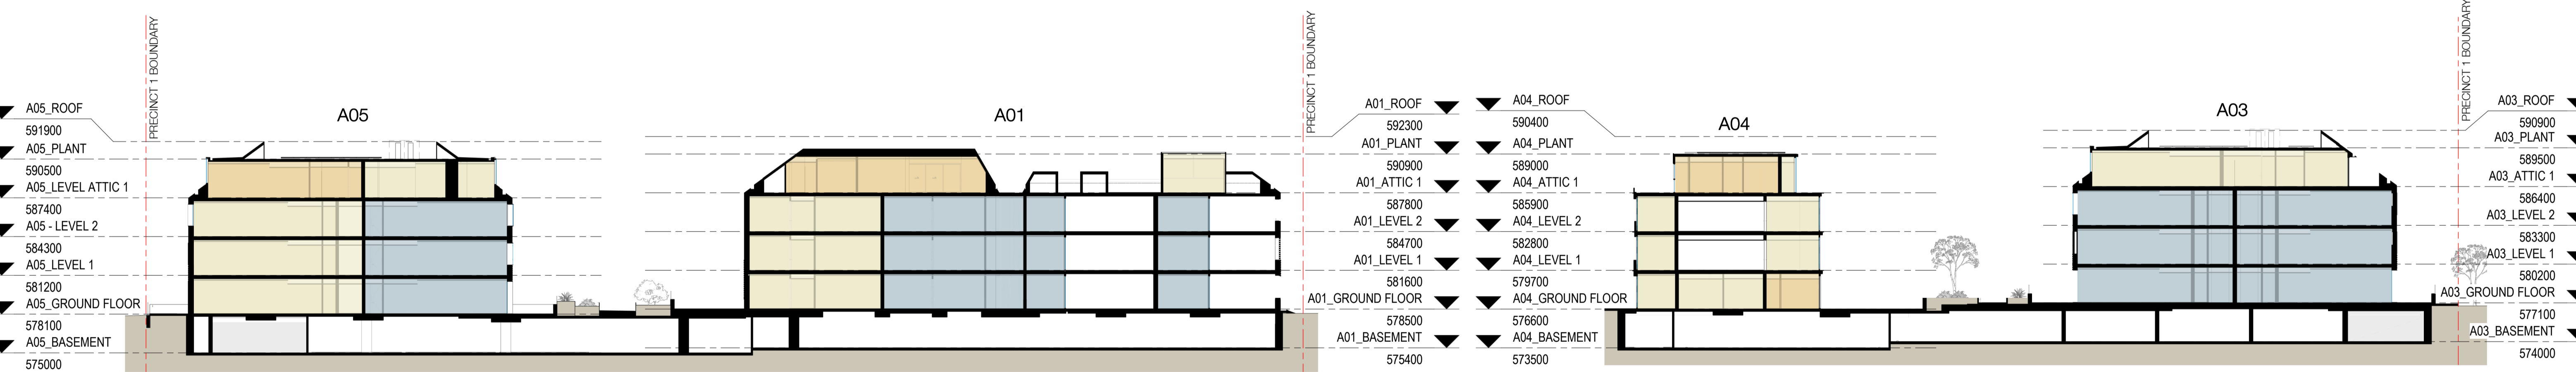 PRECINCT 1 BOUNDARY
A05
A05_ROOF
591900
A05_PLANT
590500
A05_LEVEL ATTIC 1
587400
A05 - LEVEL 2
584300
A05_LEVEL 1
581200
A05_GROUND FLOOR
578100
A05_BASEMENT
575000
A01
PRECINCT 1 BOUNDARY
A01_ROOF
592300
A01_PLANT
590900
A01_ATTIC 1
587800
A01_LEVEL 2
584700
A01_LEVEL 1
581600
A01_GROUND FLOOR
578500
A01_BASEMENT
575400
A04_ROOF
590400
A04_PLANT
589000
A04_ATTIC 1
585900
A04_LEVEL 2
582800
A04_LEVEL 1
579700
A04_GROUND FLOOR
576600
A04_BASEMENT
573500
A04
A03
PRECINCT 1 BOUNDARY
A03_ROOF
590900
A03_PLANT
589500
A03_ATTIC 1
586400
A03_LEVEL 2
583300
A03_LEVEL 1
580200
A03_GROUND FLOOR
577100
A03_BASEMENT
574000